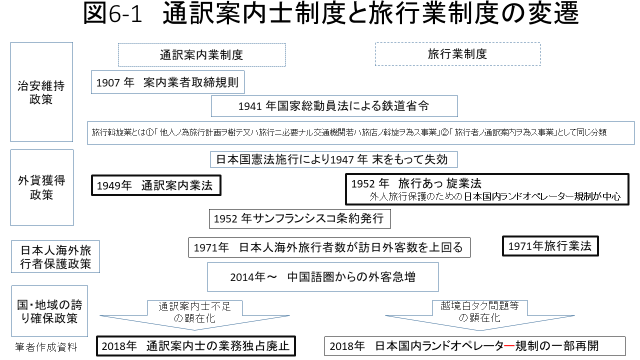 図6-1　通訳案内士制度と旅行業制度の変遷
通訳案内業制度
旅行業制度
治安維持
政策
1907 年　案内業者取締規則
1941 年国家総動員法による鉄道省令
旅行斡旋業とは①「他人ノ為旅行計画ヲ樹テ又ハ旅行ニ必要ナル交通機関若ハ旅店ノ斡旋ヲ為ス事業」②「旅行者ノ通訳案内ヲ為ス事業」として同じ分類
外貨獲得
政策
日本国憲法施行により1947 年 末をもって失効
1949年　通訳案内業法
1952 年　旅行あっ旋業法
外人旅行保護のための日本国内ランドオペレーター規制が中心
1952 年サンフランシスコ条約発行
日本人海外旅
行者保護政策
1971年　日本人海外旅行者数が訪日外客数を上回る
1971年旅行業法
2014年～　中国語圏からの外客急増
国・地域の誇
り確保政策
通訳案内士不足
の顕在化
越境白タク問題等
の顕在化
筆者作成資料
2018年　通訳案内士の業務独占廃止
2018年　日本国内ランドオペレーター規制の一部再開